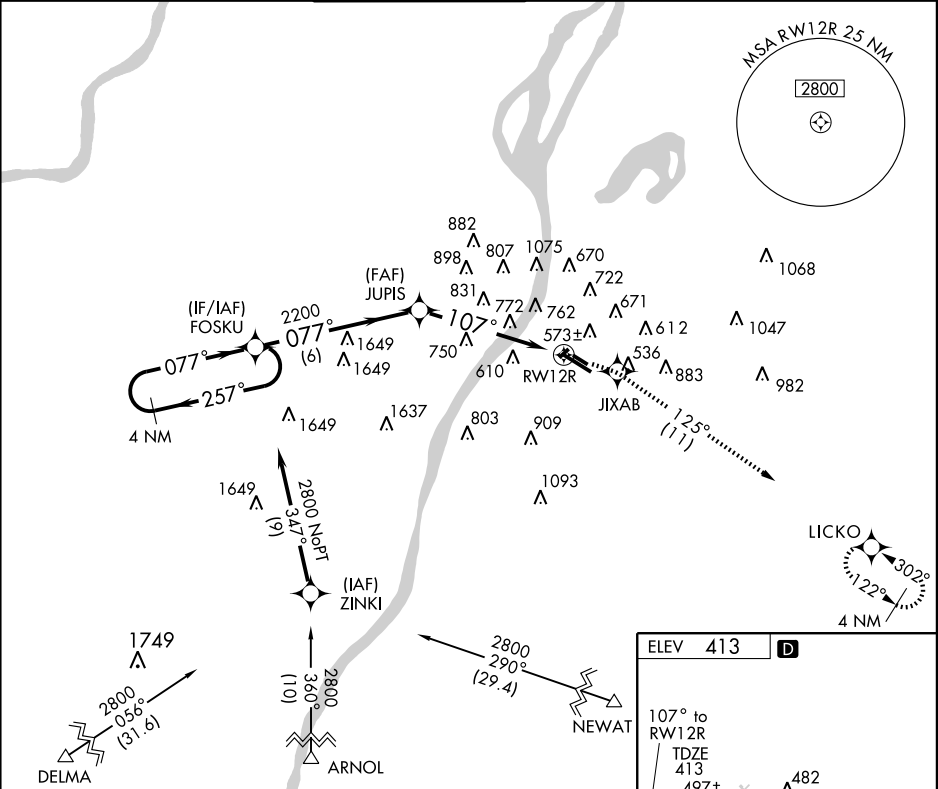 MSA RW12R 25 NM
2800
882
898
807
1075
670
1068
(FAF)
JUPIS
831
722
(IF/IAF)
FOSKU
2200
077°
(6)
107°
772
762
671
612
1047
077°
1649
1649
750
573±
610
RW12R
536
883
982
257°
JIXAB
4 NM
1649
1637
803
909
125°
(11)
1649
2800 NoPT
347°
(9)
1093
LICKO
302°
122°
4 NM
(IAF)
ZINKI
1749
2800
056°
(31.6)
DELMA
2800
360°
(10)
ARNOL
2800
290°
(29.4)
NEWAT
ELEV 413
D
107° to
RW12R
TDZE
413
497±
482